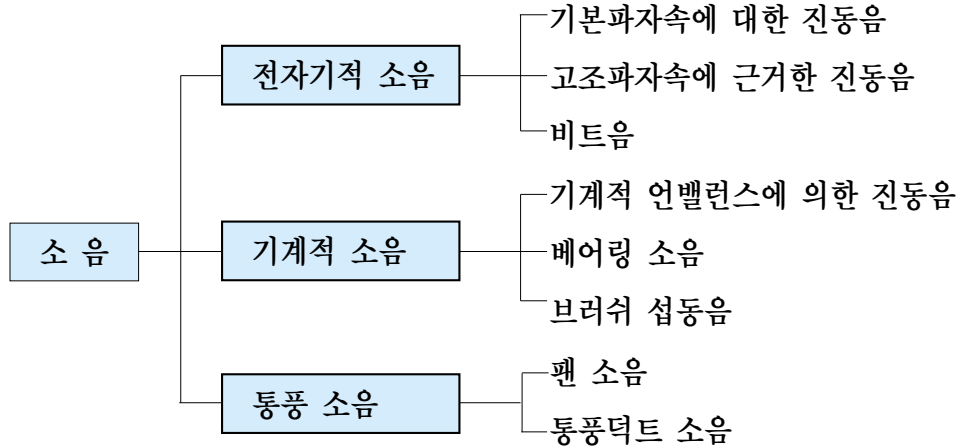 소 음
전자기적 소음
기본파자속에 대한 진동음
고조파자속에 근거한 진동음
비트음
기계적 소음
기계적 언밸런스에 의한 진동음
베어링 소음
브러쉬 섭동음
통풍 소음
팬 소음
통풍덕트 소음